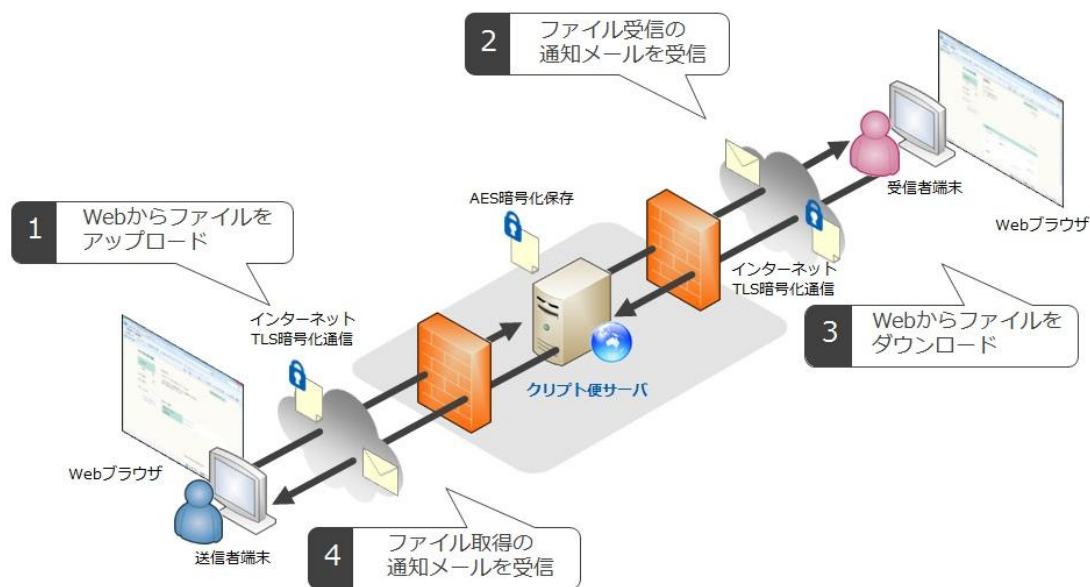 2
ファイル受信の
通知メールを受信
受信者端末
Webブラウザ
AES暗号化保存
1
Webからファイルを
アップロード
インターネット
TLS暗号化通信
インターネット
TLS暗号化通信
3
Webからファイルを
ダウンロード
クリプト便サーバ
Webブラウザ
送信者端末
4
ファイル取得の
通知メールを受信